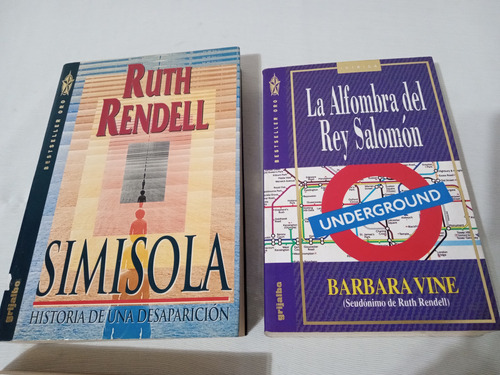 BESTSELLER ORO
RUTH
RENDELL
SIMISOLA
HISTORIA DE UNA DESAPARICIÓN
grijalbo
BESTSELLER ORO
La Alfombra del
Rey Salomón
UNDERGROUND
BARBARA VINE
(Seudónimo de Ruth Rendell)
grijalbo